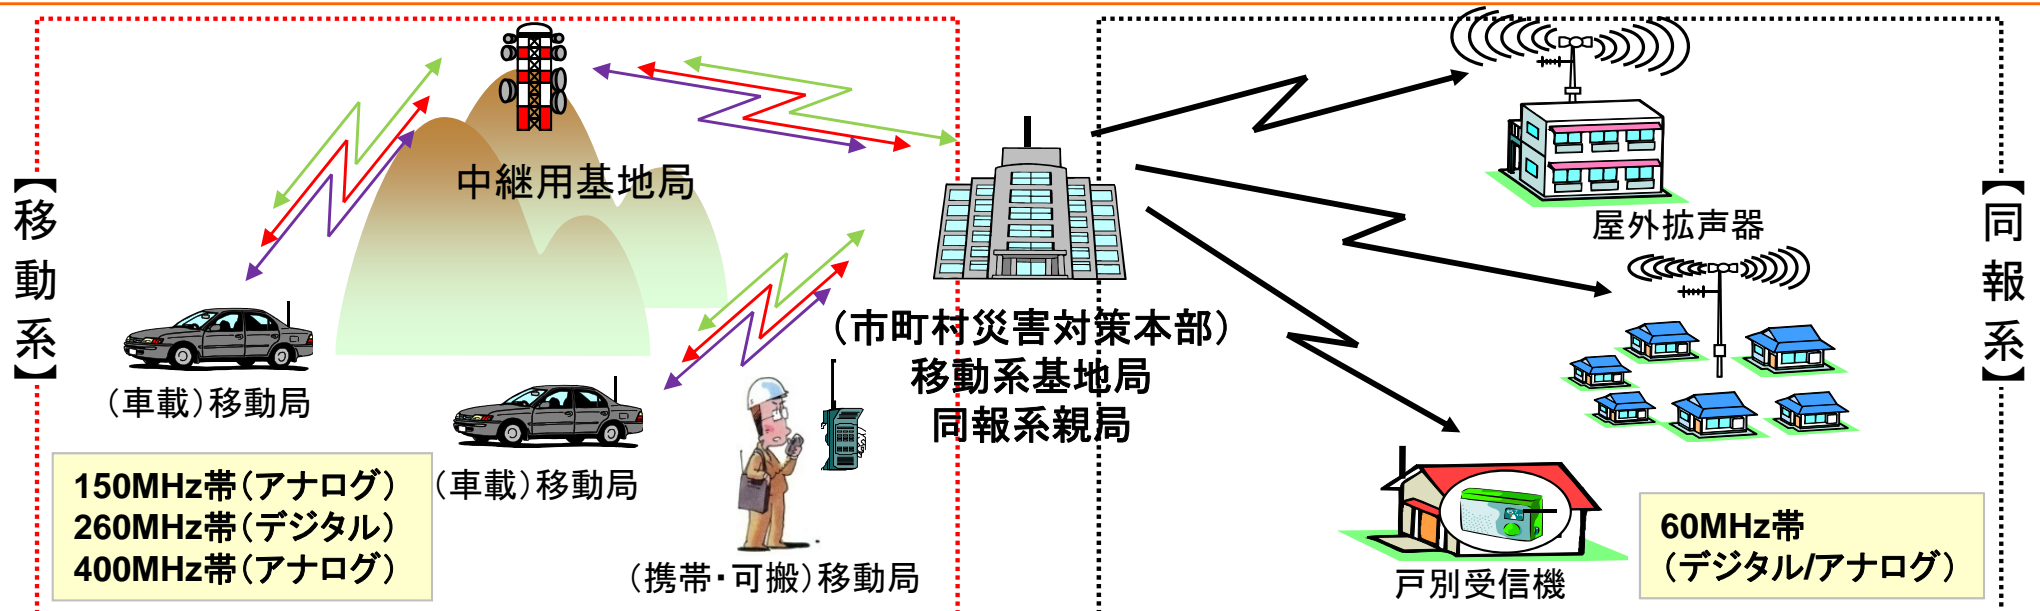 【移動系】
中継用基地局
(車載)移動局
(車載)移動局
(携帯・可搬)移動局
150MHz帯(アナログ)
260MHz帯(デジタル)
400MHz帯(アナログ)
(市町村災害対策本部)
移動系基地局
同報系親局
屋外拡声器
戸別受信機
60MHz帯
(デジタル/アナログ)
【同報系】